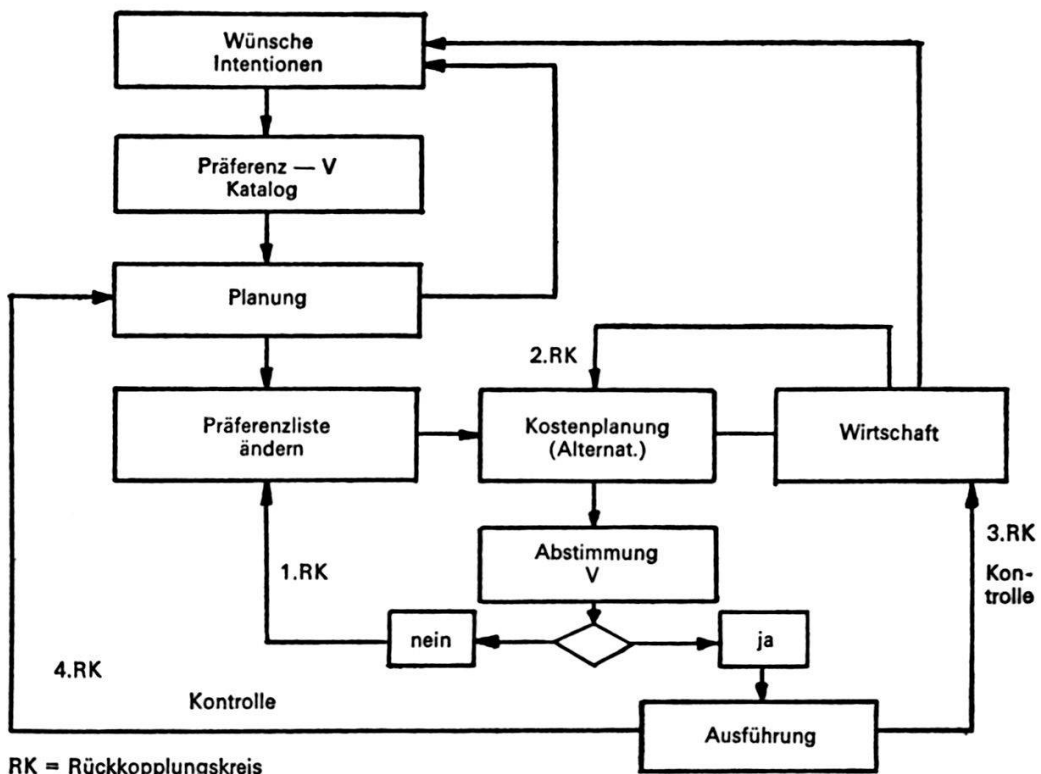 Wünsche
Intentionen
Präferenz — V
Katalog
Planung
2.RK
Präferenzliste
ändern
Kostenplanung
(Alternat.)
Wirtschaft
1.RK
Abstimmung
V
3.RK
Kon-
trolle
nein
ja
4.RK
Kontrolle
Ausführung
RK = Rückkopplungskreis